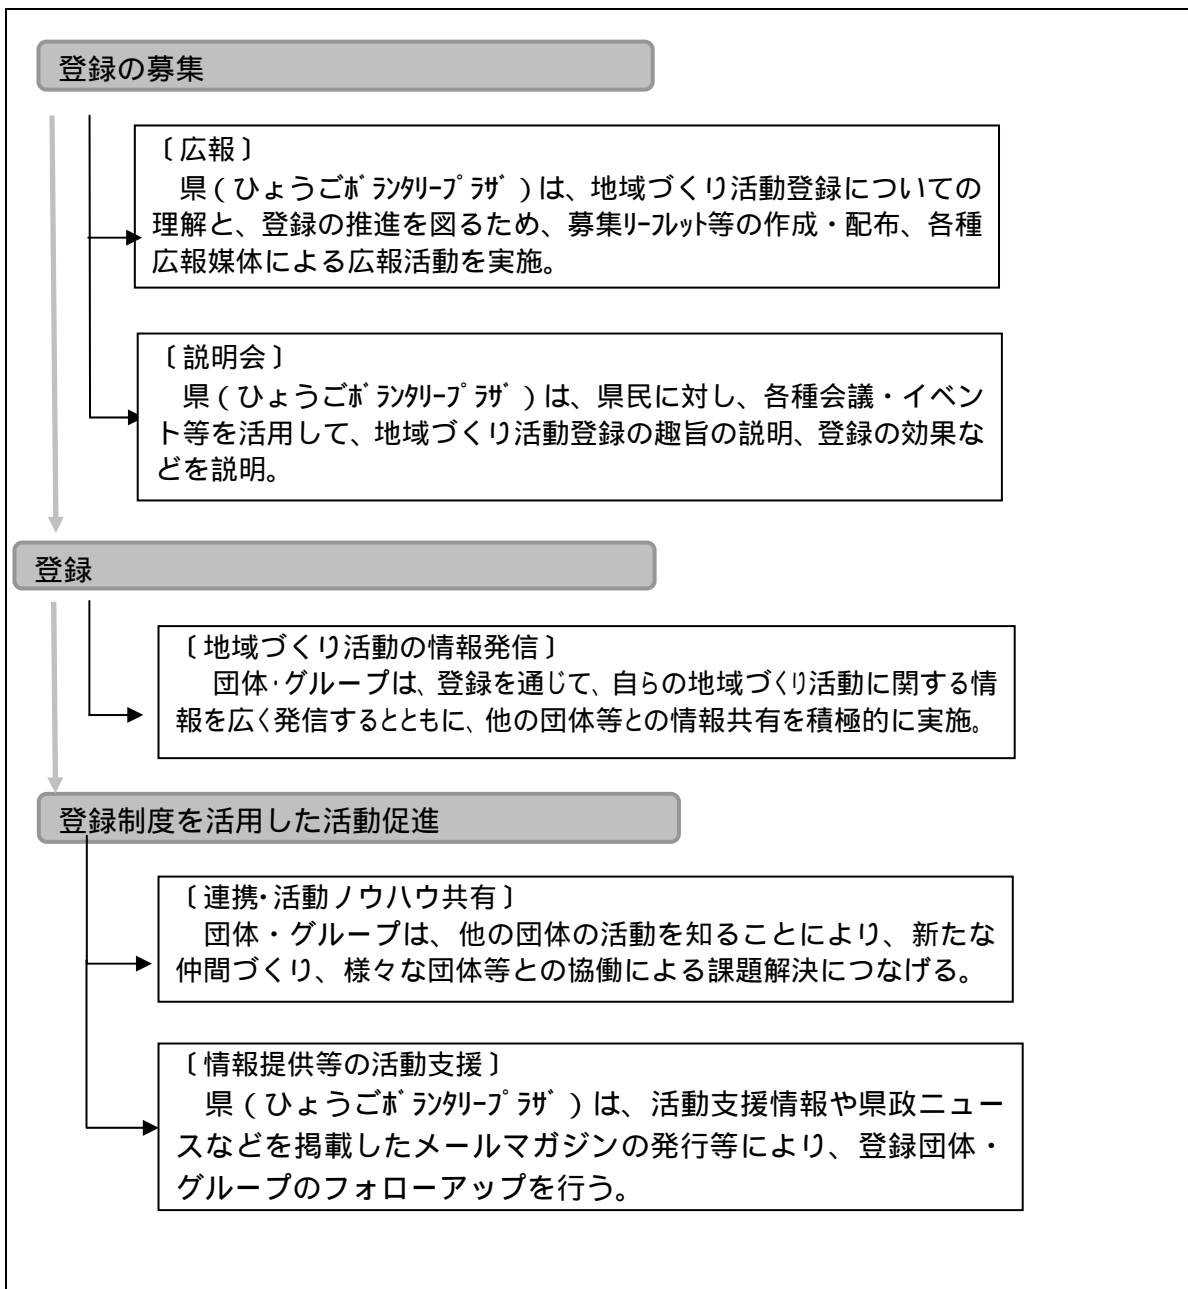 登録の募集
〔広報〕
県(ひょうごﾎﾞﾗﾝﾀﾘｰﾌﾟﾗｻﾞ)は、地域づくり活動登録についての
理解と、登録の推進を図るため、募集ﾘｰﾌﾚｯﾄ等の作成・配布、各種
広報媒体による広報活動を実施。
〔説明会〕
県(ひょうごﾎﾞﾗﾝﾀﾘｰﾌﾟﾗｻﾞ)は、県民に対し、各種会議・イベン
ト等を活用して、地域づくり活動登録の趣旨の説明、登録の効果な
どを説明。
登録
〔地域づくり活動の情報発信〕
団体・グループは、登録を通じて、自らの地域づくり活動に関する情
報を広く発信するとともに、他の団体等との情報共有を積極的に実施。
登録制度を活用した活動促進
〔連携・活動ノウハウ共有〕
団体・グループは、他の団体の活動を知ることにより、新たな
仲間づくり、様々な団体等との協働による課題解決につなげる。
〔情報提供等の活動支援〕
県(ひょうごﾎﾞﾗﾝﾀﾘｰﾌﾟﾗｻﾞ)は、活動支援情報や県政ニュー
スなどを掲載したメールマガジンの発行等により、登録団体・
グループのフォローアップを行う。